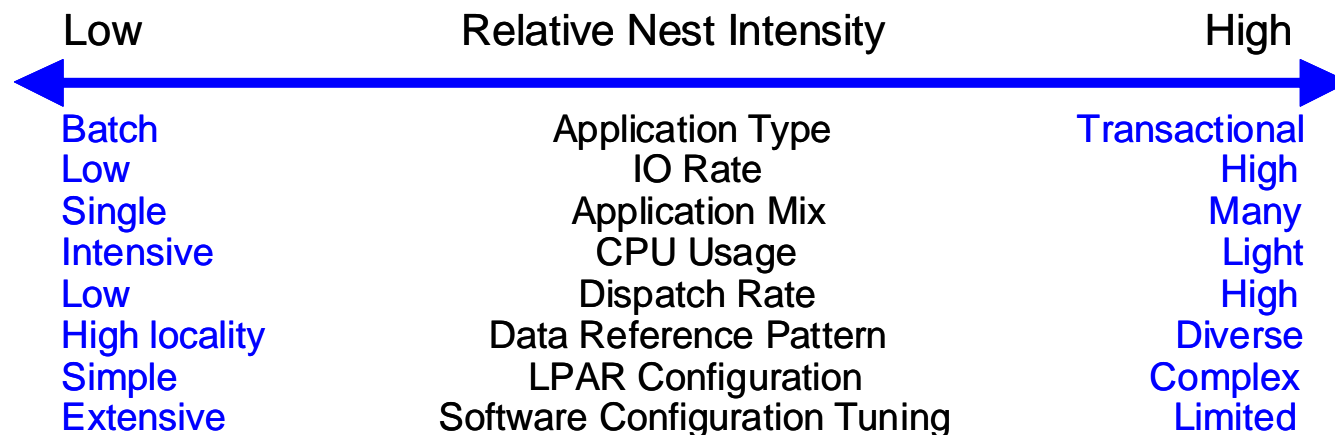 Low Relative Nest Intensity High
Batch Application Type Transactional
Low IO Rate High
Single Application Mix Many
Intensive CPU Usage Light
Low Dispatch Rate High
High locality Data Reference Pattern Diverse
Simple LPAR Configuration Complex
Extensive Software Configuration Tuning Limited